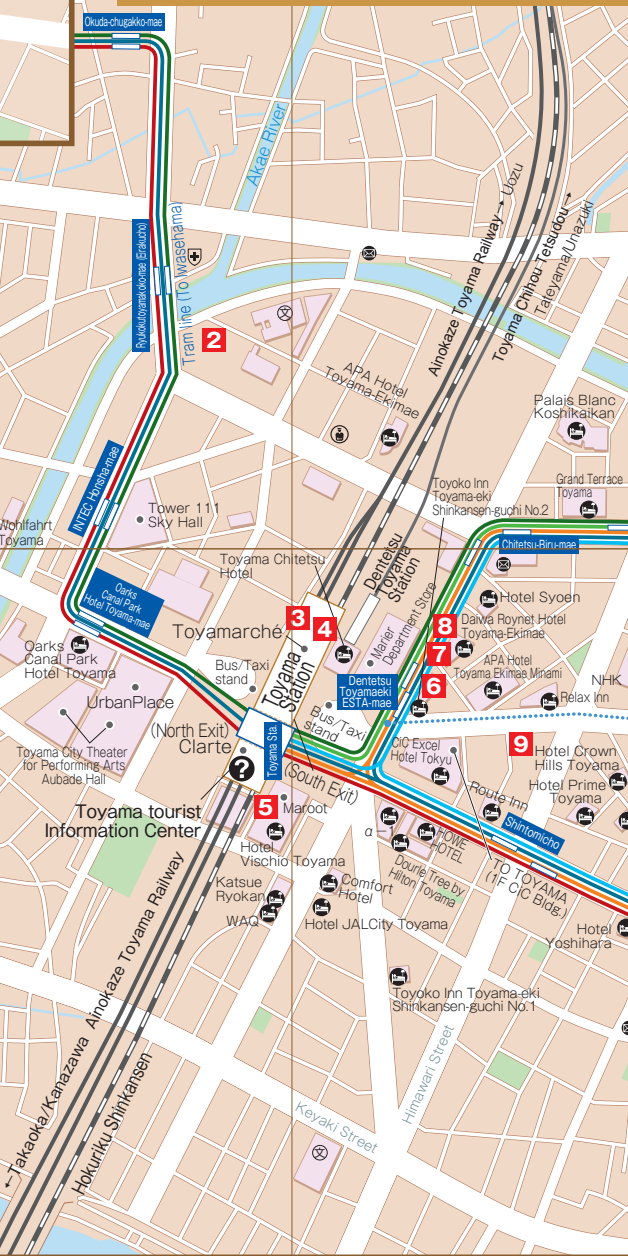 Okuda-chugakko-mae
Akae River
Ryukokutoyamakoko-mae (Eirakucho)
Tram line (To Iwasehama)
2
Ainokaze Toyama Railway → Uozu
Toyama Chihou Tetsudou →
Tateyama/Unazuki
APA Hotel
Toyama-Ekimae
Palais Blanc
Koshikaikan
INTEC Honsha-mae
Tower 111
Sky Hall
Toyoko Inn
Toyama-eki
Shinkansen-guchi No.2
Grand Terrace
Toyama
Wohlfahrt
Toyama
Chitetsu-Biru-mae
Toyama Chitetsu
Hotel
Dentetsu
Toyama
Station
Oarks
Canal Park
Hotel Toyama-mae
Hotel Syoen
Toyamarché
3
4
Toyama
Station
Marier
Department Store
8
7
6
Daiwa Roynet Hotel
Toyama-Ekimae
APA Hotel
Toyama Ekimae Minami
Oarks
Canal Park
Hotel Toyama
Bus/Taxi
stand
Dentetsu
Toyamaeki
ESTA-mae
NHK
Relax Inn
UrbanPlace
Bus/Taxi
stand
(North Exit)
Clarte
Toyama Sta.
(South Exit)
CiC Excel
Hotel Tokyu
9
Hotel Crown
Hills Toyama
Toyama City Theater
for Performing Arts
Aubade Hall
?
Hotel Prime
Toyama
Route Inn
Toyama tourist
Information Center
5
Maroot
α－1
HOWE
HOTEL
Shintomicho
Hotel
Vischio Toyama
Dourle Tree by
Hilton Toyama
TO TOYAMA
(1F CiC Bldg.)
Katsue
Ryokan
Comfort
Hotel
WAQ
Hotel JALCity Toyama
Hotel
Yoshihara
Toyoko Inn Toyama-eki
Shinkansen-guchi No.1
← Takaoka/Kanazawa Ainokaze Toyama Railway
Hokuriku Shinkansen
Himawari Street
Keyaki Street
文
文